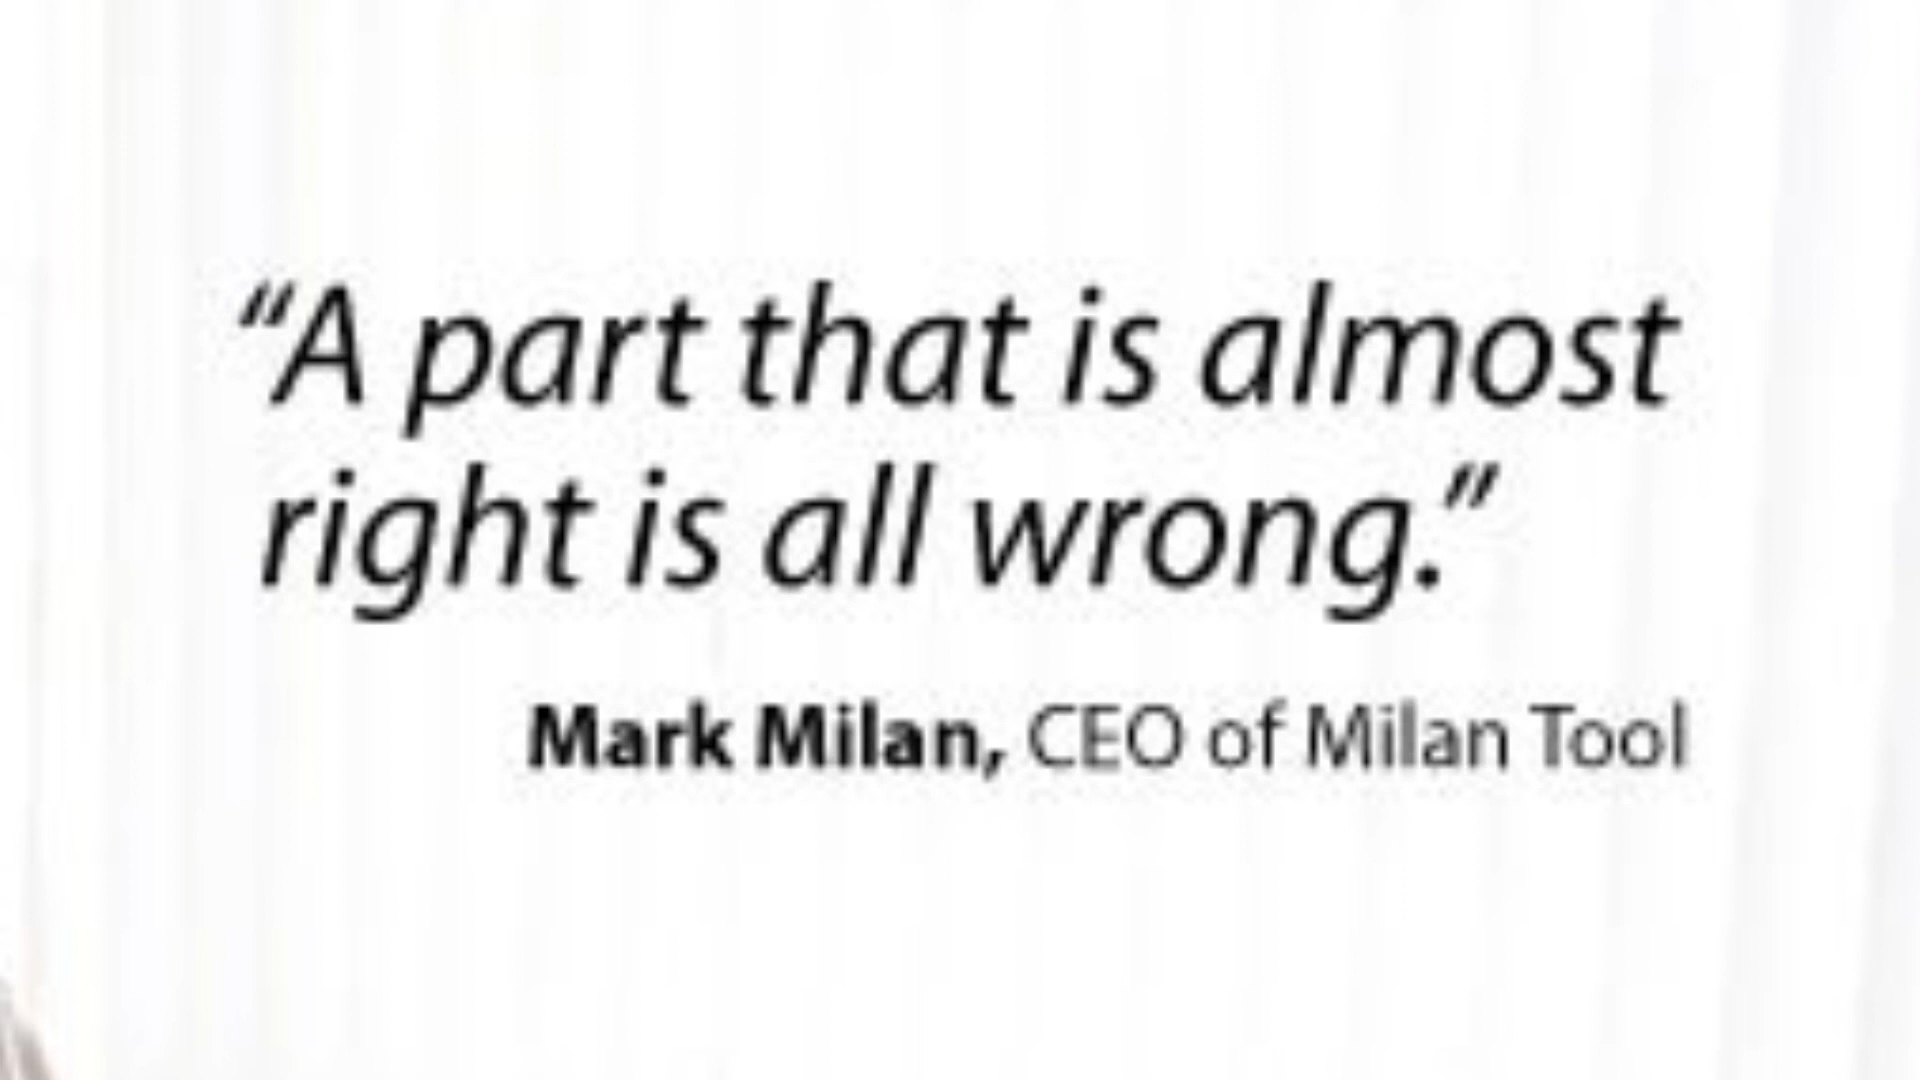 “A part that is almost
right is all wrong.”
Mark Milan, CEO of Milan Tool